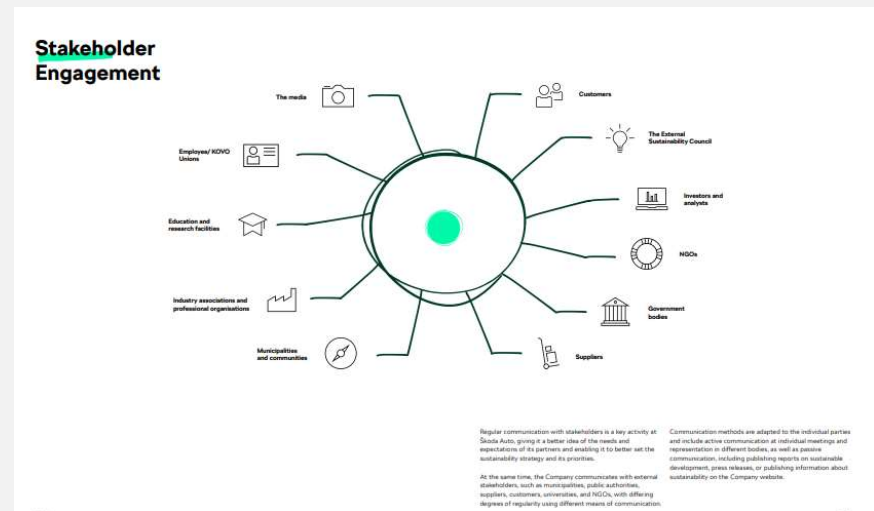 Stakeholder
Engagement
The media
Customers
Employee/ KOVO
Unions
The External
Sustainability Council
Education and
research facilities
Investors and
analysts
NGOs
Industry associations and
professional organisations
Government
bodies
Municipalities
and communities
Suppliers
Regular communication with stakeholders is a key activity at
Škoda Auto, giving it a better idea of the needs and
expectations of its partners and enabling it to better set the
sustainability strategy and its priorities.
At the same time, the Company communicates with external
stakeholders, such as municipalities, public authorities,
suppliers, customers, universities, and NGOs, with differing
degrees of regularity using different means of communication.
Communication methods are adapted to the individual parties
and include active communication at individual meetings and
representation in different bodies, as well as passive
communication, including publishing reports on sustainable
development, press releases, or publishing information about
sustainability on the Company website.